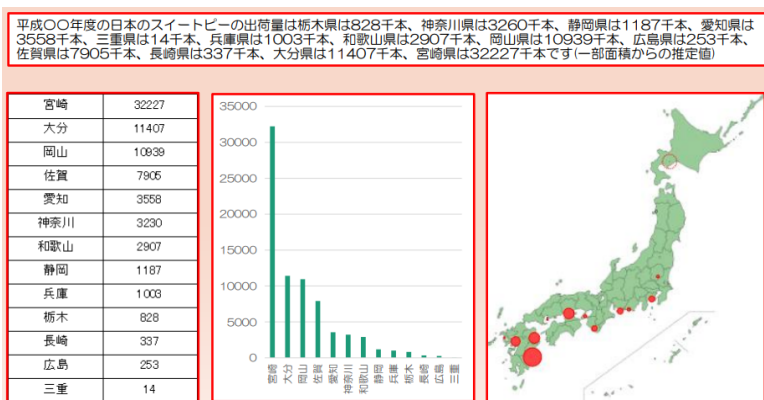 平成〇〇年度の日本のスイートピーの出荷量は栃木県は828千本、神奈川県は3260千本、静岡県は1187千本、愛知県は
3558千本、三重県は14千本、兵庫県は1003千本、和歌山県は2907千本、岡山県は10939千本、広島県は253千本、
佐賀県は7905千本、長崎県は337千本、大分県は11407千本、宮崎県は32227千本です(一部面積からの推定値)
宮崎 32227
大分 11407
岡山 10939
佐賀 7905
愛知 3558
神奈川 3230
和歌山 2907
静岡 1187
兵庫 1003
栃木 828
長崎 337
広島 253
三重 14
35000
30000
25000
20000
15000
10000
5000
0
宮崎
大分
岡山
佐賀
愛知
神奈川
和歌山
静岡
兵庫
栃木
長崎
広島
三重